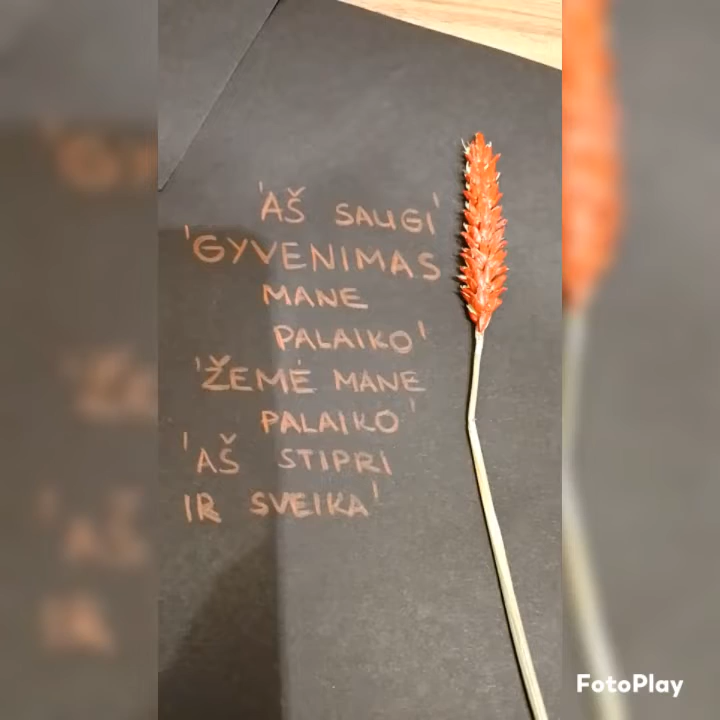 'AŠ SAUGI'
'GYVENIMAS
MANE
PALAIKO'
'ŽEMĖ MANE
PALAIKO'
'AŠ STIPRI
IR SVEIKA'
FotoPlay